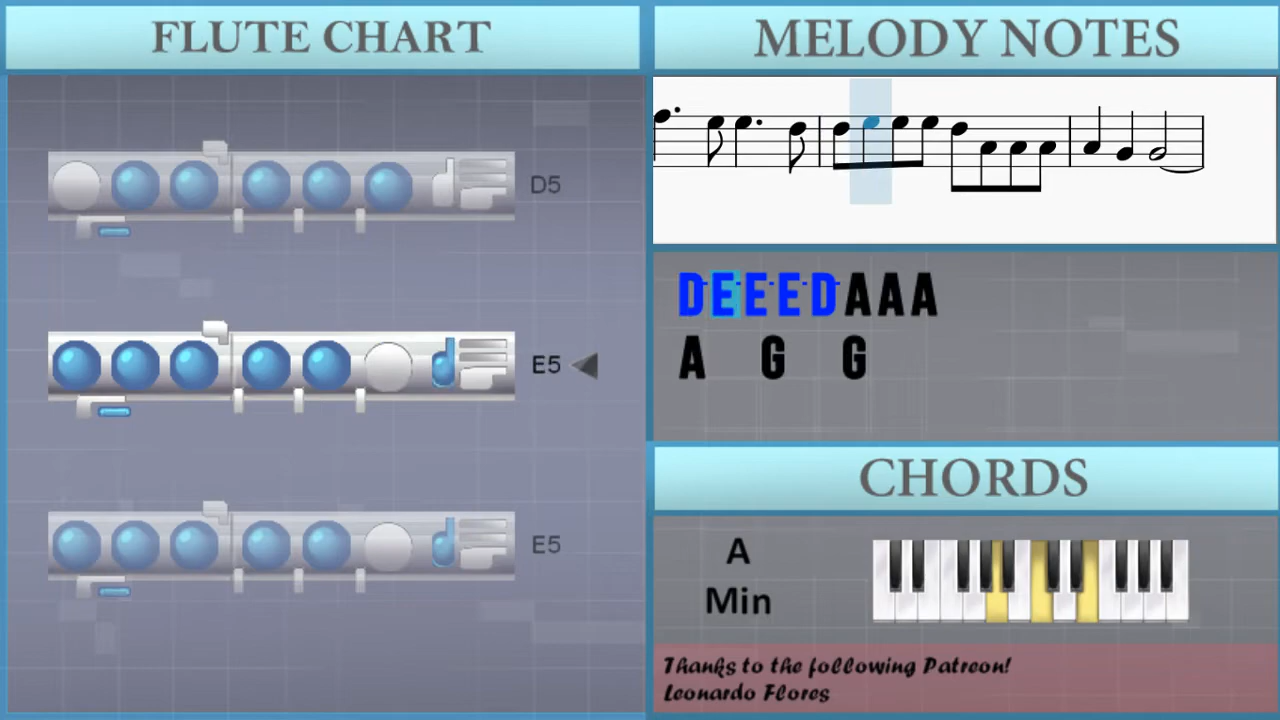 FLUTE CHART
D5
E5
E5
MELODY NOTES
DEEEDAAA
A G G
CHORDS
A
Min
Thanks to the following Patreon!
Leonardo Flores